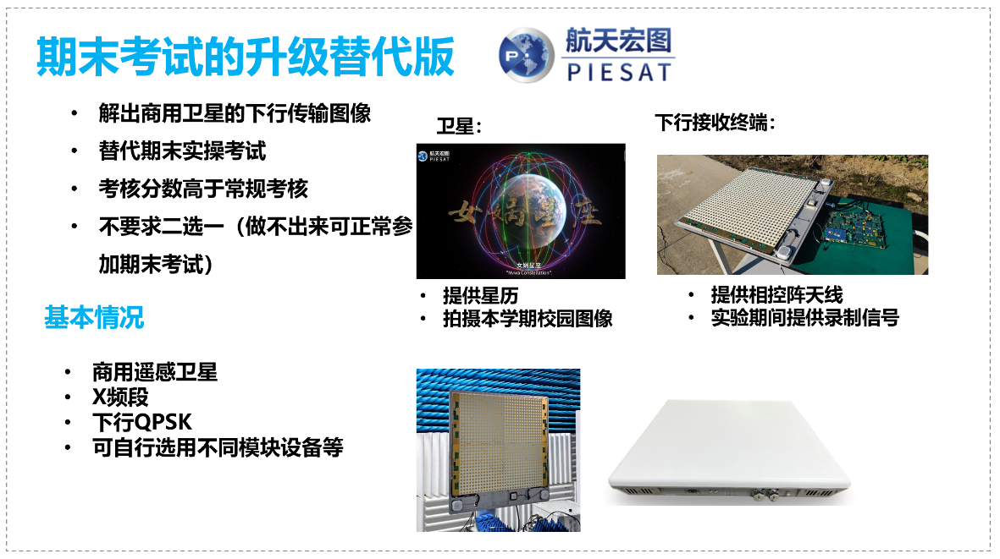 期末考试的升级替代版
航天宏图
PIESAT
• 解出商用卫星的下行传输图像
• 替代期末实操考试
• 考核分数高于常规考核
• 不要求二选一（做不出来可正常参
加期末考试）
基本情况
• 商用遥感卫星
• X频段
• 下行QPSK
• 可自行选用不同模块设备等
卫星：
航天宏图
PIESAT
女娲星座
女娲星座
"Nvwa Constellation".
• 提供星历
• 拍摄本学期校园图像
下行接收终端：
• 提供相控阵天线
• 实验期间提供录制信号